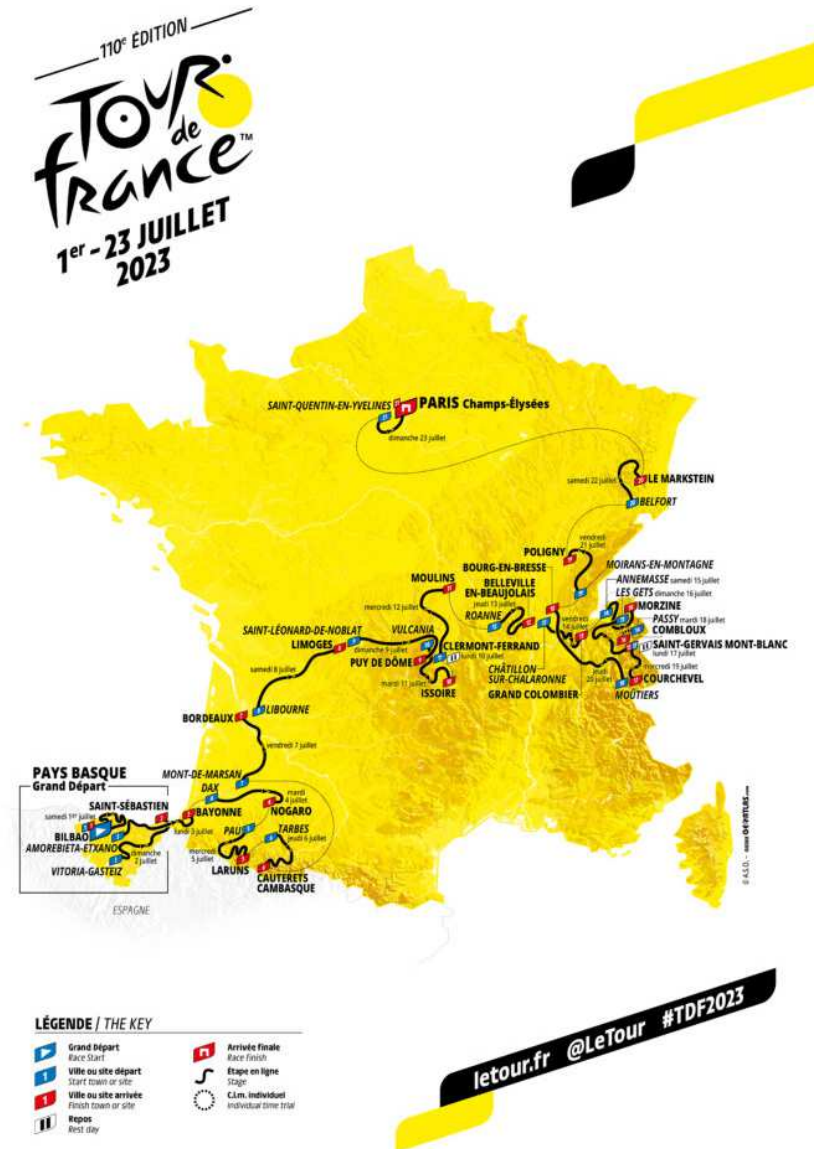 110e ÉDITION
TOUR
de
france™
1er – 23 JUILLET
2023
SAINT-QUENTIN-EN-YVELINES
PARIS Champs-Élysées
dimanche 23 juillet
samedi 22 juillet
LE MARKSTEIN
BELFORT
vendredi
21 juillet
POLIGNY
MOIRANS-EN-MONTAGNE
BOURG-EN-BRESSE
ANNEMASSE samedi 15 juillet
MOULINS
BELLEVILLE
EN-BEAUJOLAIS
LES GETS dimanche 16 juillet
MORZINE
jeudi 13 juillet
ROANNE
mercredi 12 juillet
vendredi
14 juillet
PASSY mardi 18 juillet
COMBLOUX
SAINT-LÉONARD-DE-NOBLAT
VULCANIA
LIMOGES
dimanche 9 juillet
CLERMONT-FERRAND
lundi 10 juillet
SAINT-GERVAIS MONT-BLANC
lundi 17 juillet
PUY DE DÔME
CHÂTILLON
SUR-CHALARONNE
mercredi 15 juillet
samedi 8 juillet
mardi 11 juillet
ISSOIRE
GRAND COLOMBIER
jeudi
COURCHEVEL
MOÛTIERS
LIBOURNE
BORDEAUX
vendredi 7 juillet
PAYS BASQUE
Grand Départ
MONT-DE-MARSAN
DAX
SAINT-SÉBASTIEN
mardi
4 juillet
samedi 1er juillet
BAYONNE
NOGARO
BILBAO
lundi 3 juillet
PAU
TARBES
jeudi 6 juillet
AMOREBIETA-ETXANO
dimanche
2 juillet
mercredi
5 juillet
VITORIA-GASTEIZ
LARUNS
CAUTERETS
CAMBASQUE
ESPAGNE
© A.S.O. -
LÉGENDE / THE KEY
Grand Départ
Race Start
1
Ville ou site départ
Start town or site
1
Ville ou site arrivée
Finish town or site
Repos
Rest day
Arrivée finale
Race finish
Étape en ligne
Stage
C.l.m. individuel
Individual time trial
letour.fr @LeTour #TDF2023